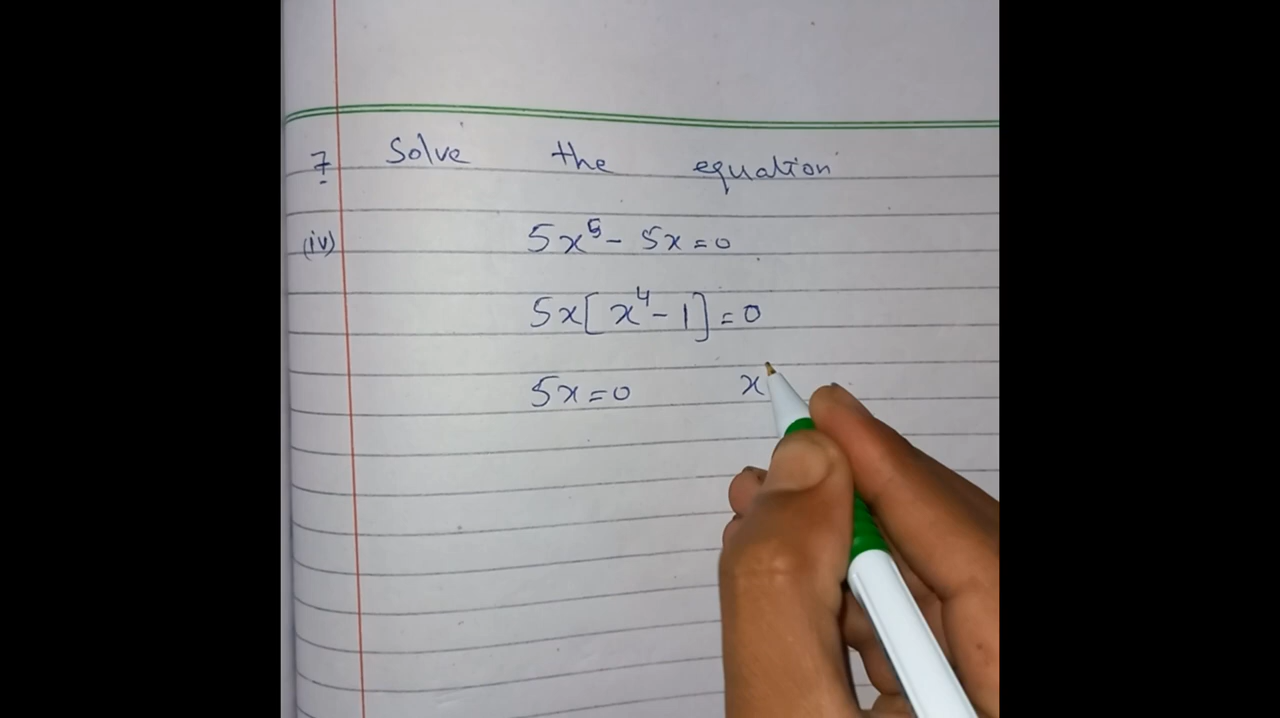 7 Solve the equation
(iv) 5x⁵ - 5x = 0
5x[x⁴ - 1] = 0
5x = 0 x